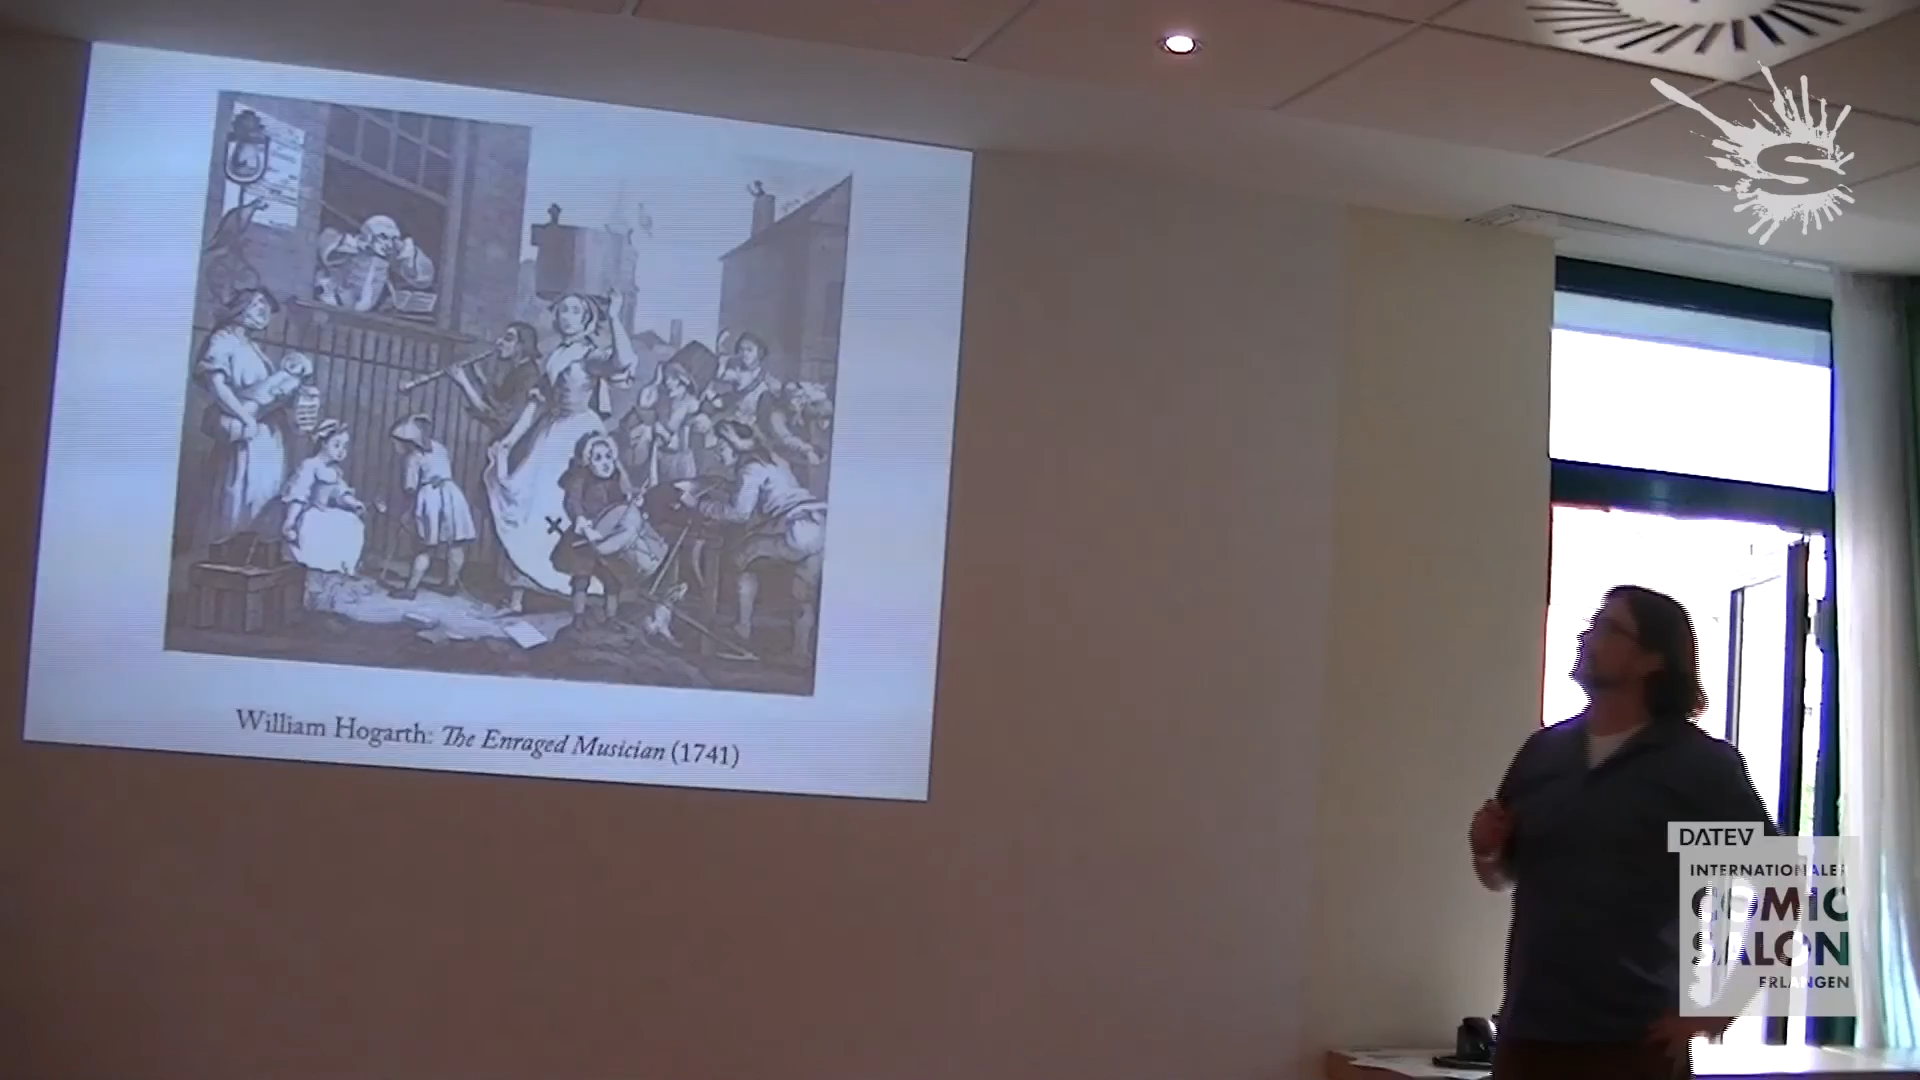 William Hogarth: The Enraged Musician (1741)
DATEV
INTERNATIONALER
COMIC
SALON
ERLANGEN